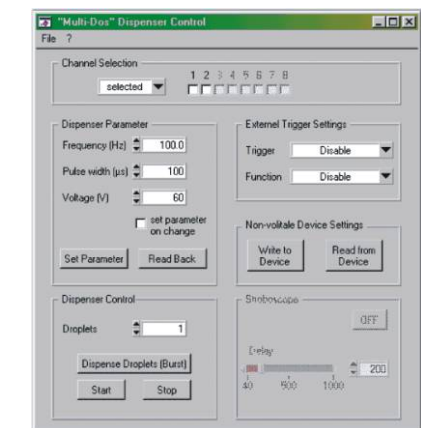 "Multi-Dos" Dispenser Control
File ?
Channel Selection
selected
1 2 3 4 5 6 7 8
Dispenser Parameter
Frequency (Hz) 100.0
Pulse width (µs) 100
Voltage (V) 60
set parameter
on change
Set Parameter Read Back
External Trigger Settings
Trigger Disable
Function Disable
Non-volitale Device Settings
Write to
Device
Read from
Device
Dispenser Control
Droplets 1
Dispense Droplets (Burst)
Start Stop
Stroboscope
OFF
Delay
200
40 500 1000